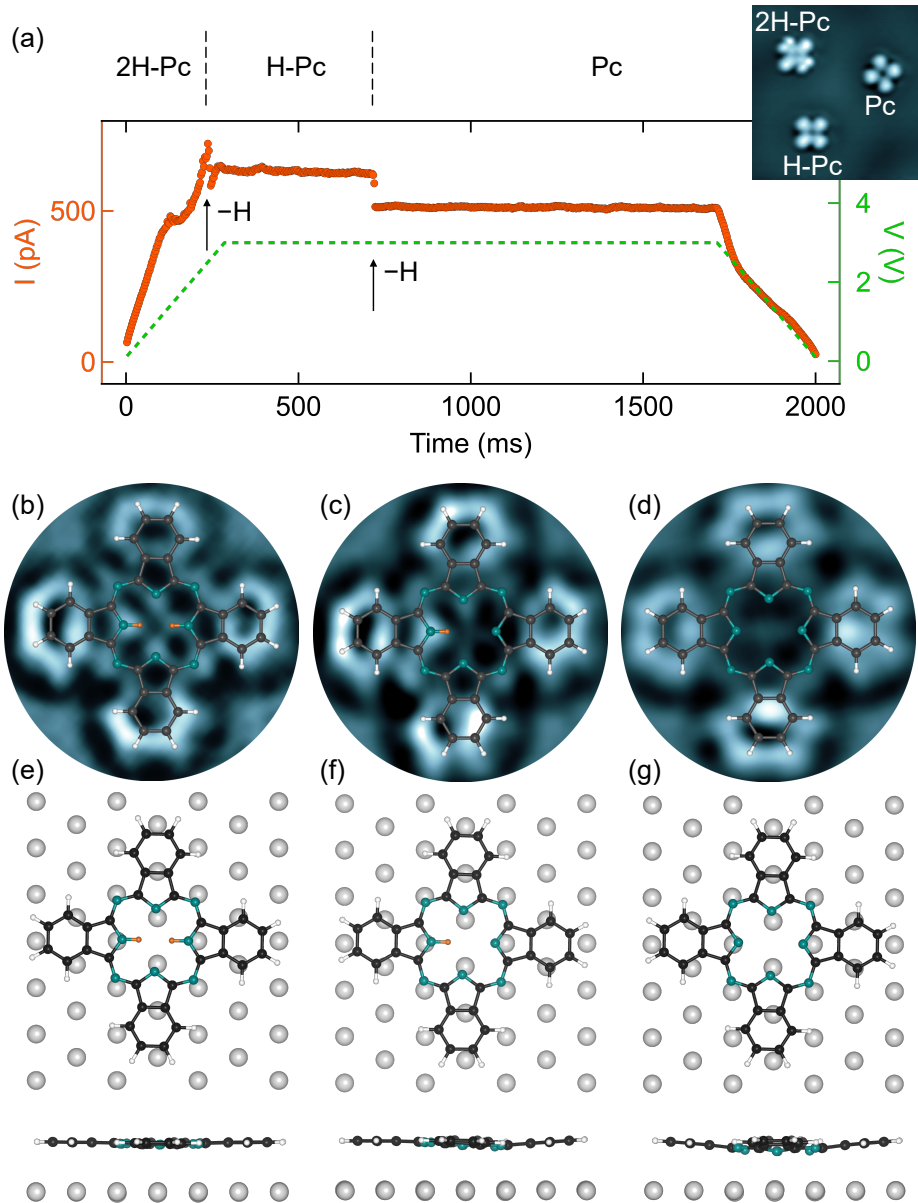 (a)
2H-Pc
H-Pc
Pc
2H-Pc
Pc
H-Pc
I (pA)
500
0
−H
−H
V (V)
4
2
0
0
500
1000
1500
2000
Time (ms)
(b)
(c)
(d)
(e)
(f)
(g)